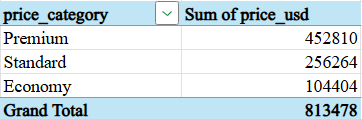 price_category Sum of price_usd
Premium 452810
Standard 256264
Economy 104404
Grand Total 813478